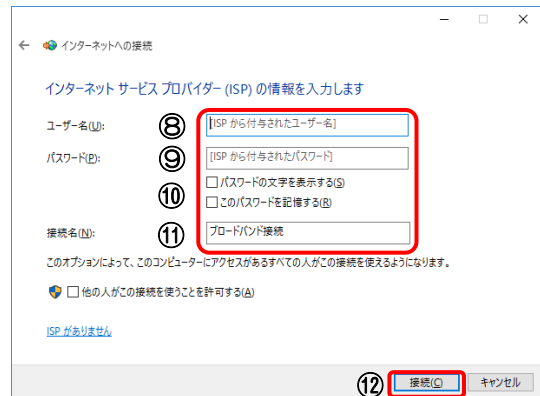 インターネットへの接続
インターネット サービス プロバイダー (ISP) の情報を入力します
ユーザー名(U): ⑧ [ISP から付与されたユーザー名]
パスワード(P): ⑨ [ISP から付与されたパスワード]
⑩ パスワードの文字を表示する(S)
このパスワードを記憶する(R)
接続名(N): ⑪ ブロードバンド接続
このオプションによって、このコンピューターにアクセスがあるすべての人がこの接続を使えるようになります。
他の人がこの接続を使うことを許可する(A)
ISP がありません
⑫ 接続(C) キャンセル